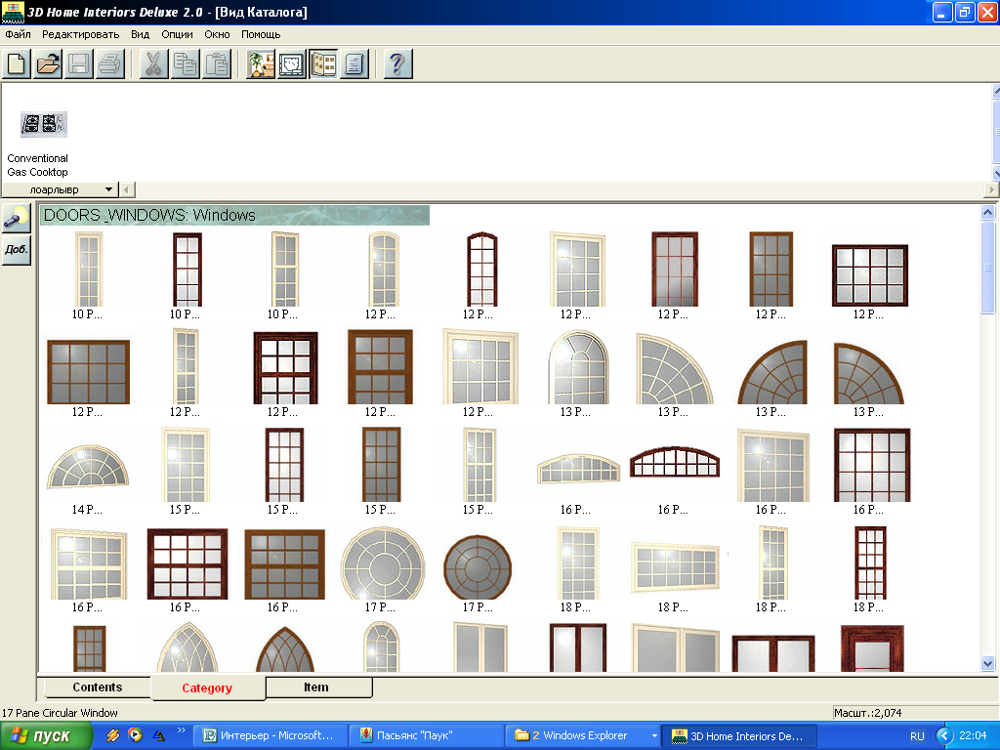 3D Home Interiors Deluxe 2.0 - [Вид Каталога]
Файл Редактировать Вид Опции Окно Помощь
Conventional
Gas Cooktop
лоарлывр
DOORS_WINDOWS: Windows
Доб.
10 P... 10 P... 10 P... 12 P... 12 P... 12 P... 12 P... 12 P... 12 P...
12 P... 12 P... 12 P... 12 P... 12 P... 13 P... 13 P... 13 P... 13 P...
14 P... 15 P... 15 P... 15 P... 15 P... 16 P... 16 P... 16 P... 16 P...
16 P... 16 P... 16 P... 17 P... 17 P... 18 P... 18 P... 18 P... 18 P...
Contents Category Item
17 Pane Circular Window Масшт.:2,074
пуск Интерьер - Microsoft... Пасьянс "Паук" 2 Windows Explorer 3D Home Interiors De... RU 22:04